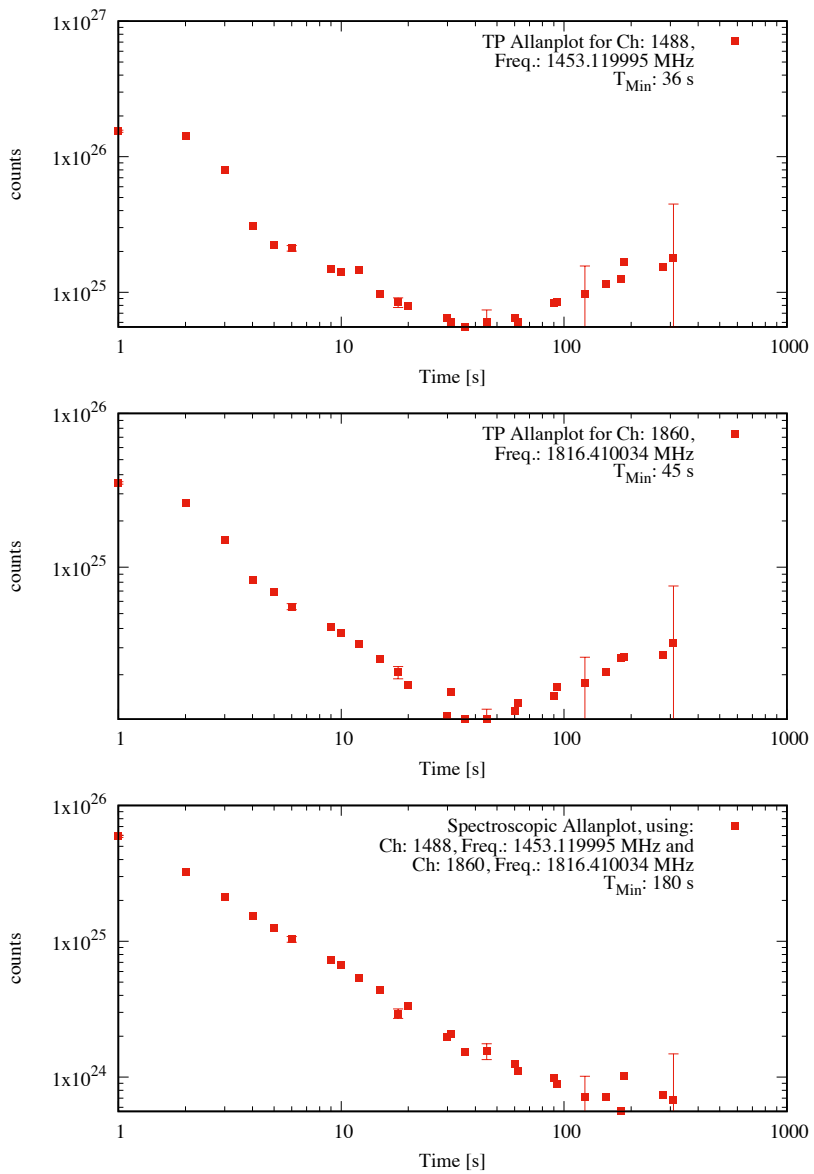 1x10^27
TP Allanplot for Ch: 1488,
Freq.: 1453.119995 MHz
T_Min: 36 s
1x10^26
counts
1x10^25
1 10 100 1000
Time [s]
1x10^26
TP Allanplot for Ch: 1860,
Freq.: 1816.410034 MHz
T_Min: 45 s
counts
1x10^25
1 10 100 1000
Time [s]
1x10^26
Spectroscopic Allanplot, using:
Ch: 1488, Freq.: 1453.119995 MHz and
Ch: 1860, Freq.: 1816.410034 MHz
T_Min: 180 s
1x10^25
counts
1x10^24
1 10 100 1000
Time [s]